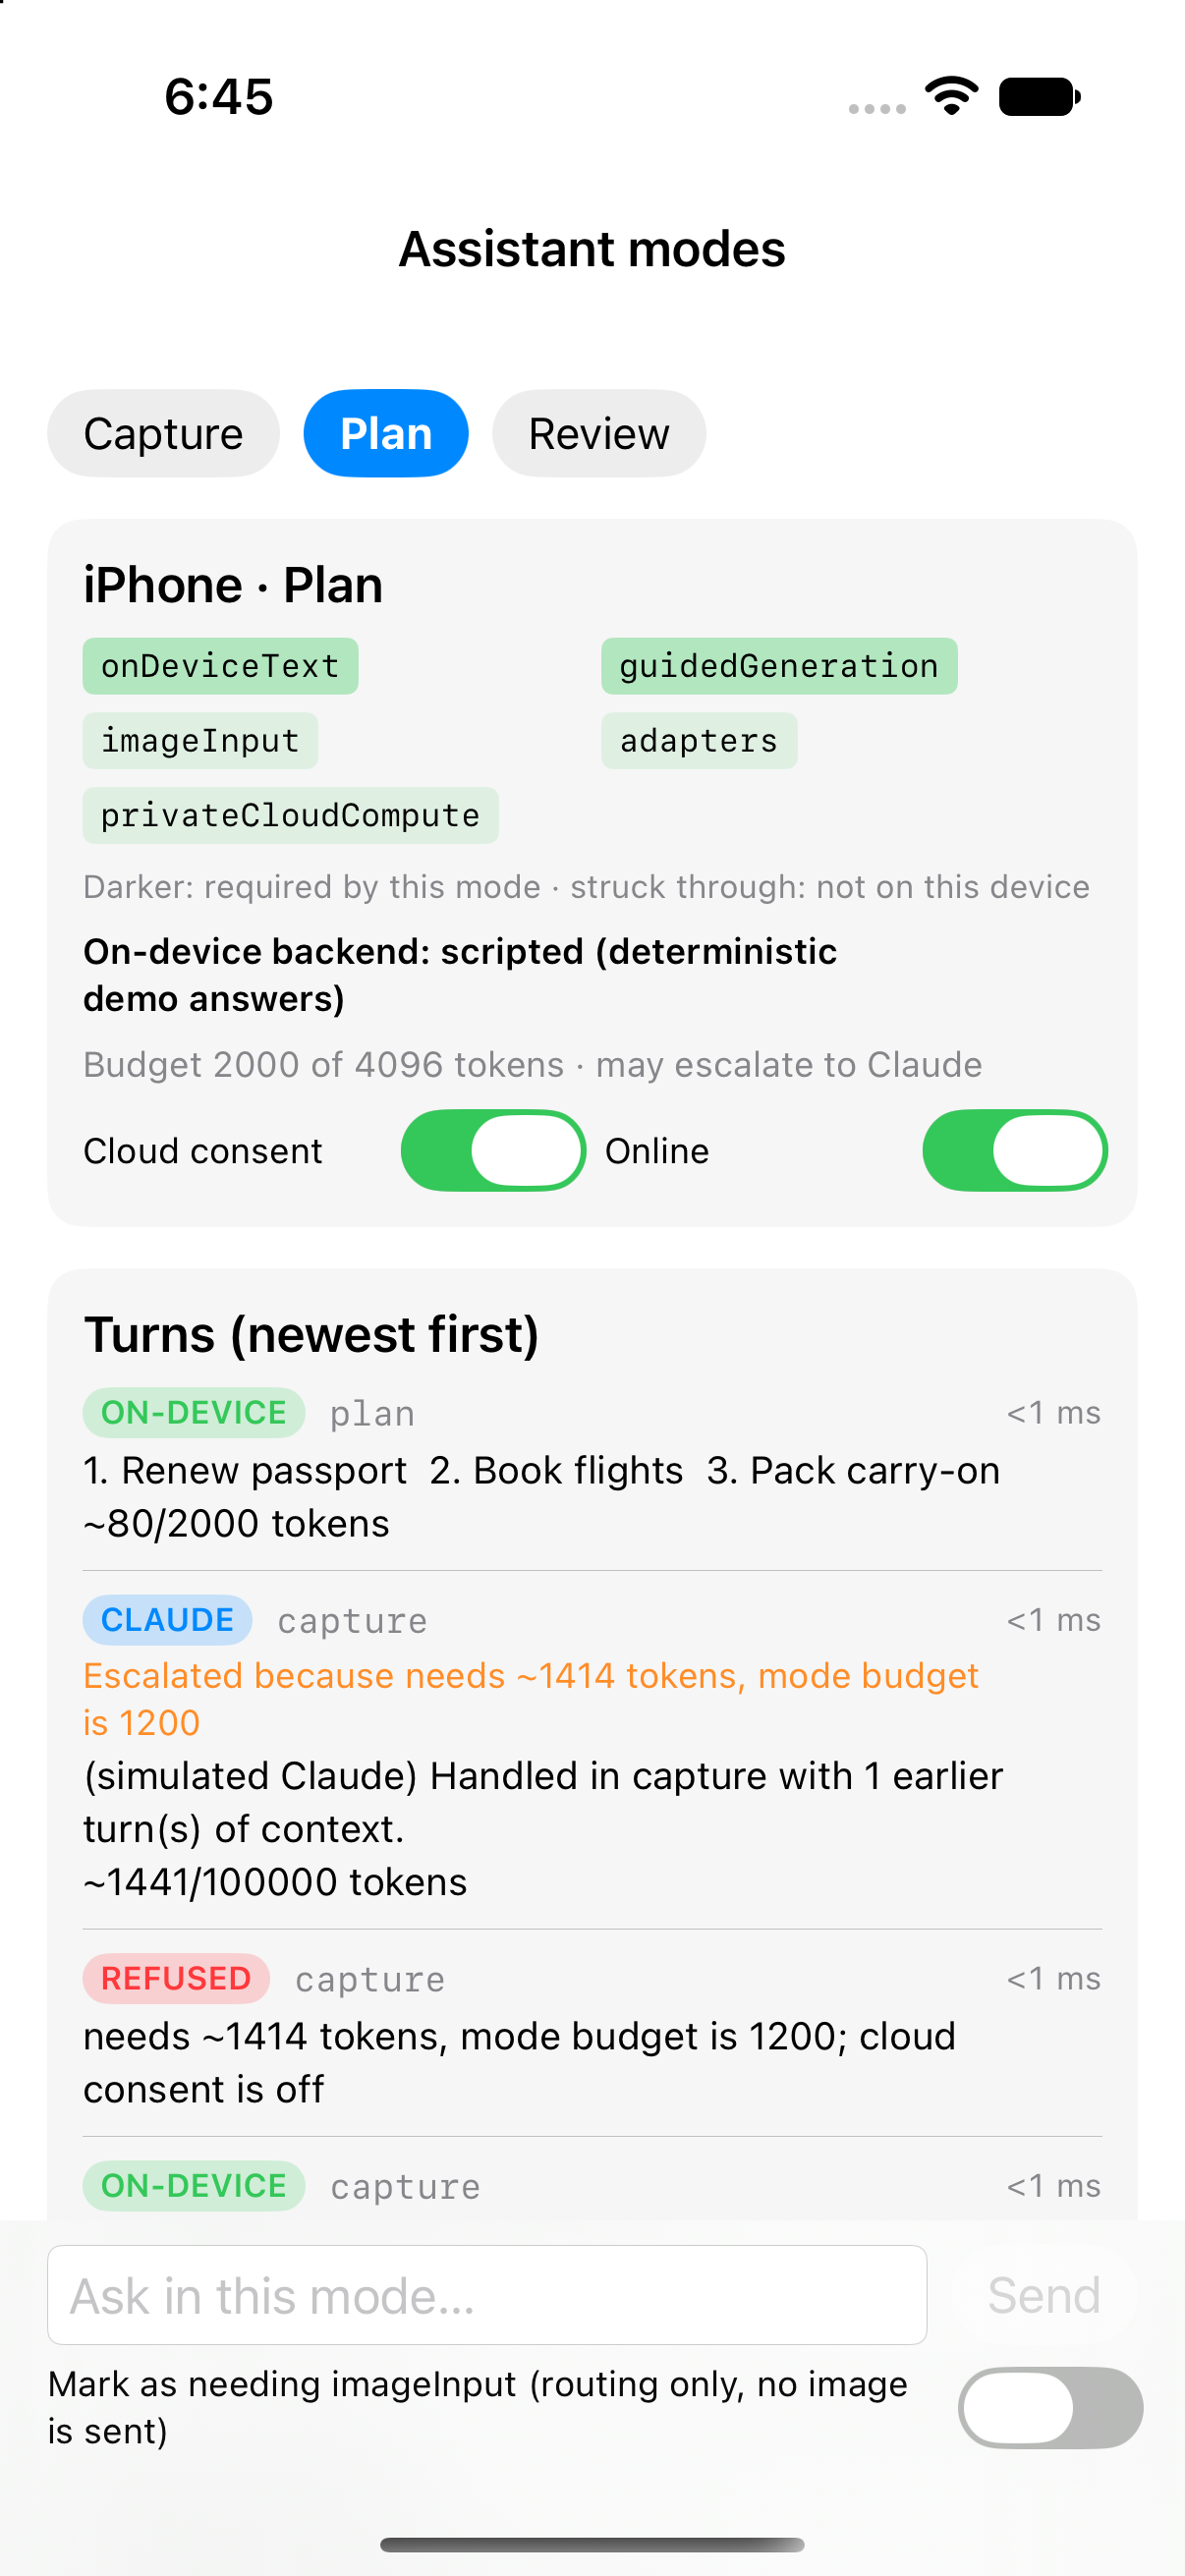 6:45
Assistant modes
Capture
Plan
Review
iPhone · Plan
onDeviceText
guidedGeneration
imageInput
adapters
privateCloudCompute
Darker: required by this mode · struck through: not on this device
On-device backend: scripted (deterministic
demo answers)
Budget 2000 of 4096 tokens · may escalate to Claude
Cloud consent
Online
Turns (newest first)
ON-DEVICE plan <1 ms
1. Renew passport  2. Book flights  3. Pack carry-on
~80/2000 tokens
CLAUDE capture <1 ms
Escalated because needs ~1414 tokens, mode budget
is 1200
(simulated Claude) Handled in capture with 1 earlier
turn(s) of context.
~1441/100000 tokens
REFUSED capture <1 ms
needs ~1414 tokens, mode budget is 1200; cloud
consent is off
ON-DEVICE capture <1 ms
Ask in this mode...
Send
Mark as needing imageInput (routing only, no image
is sent)